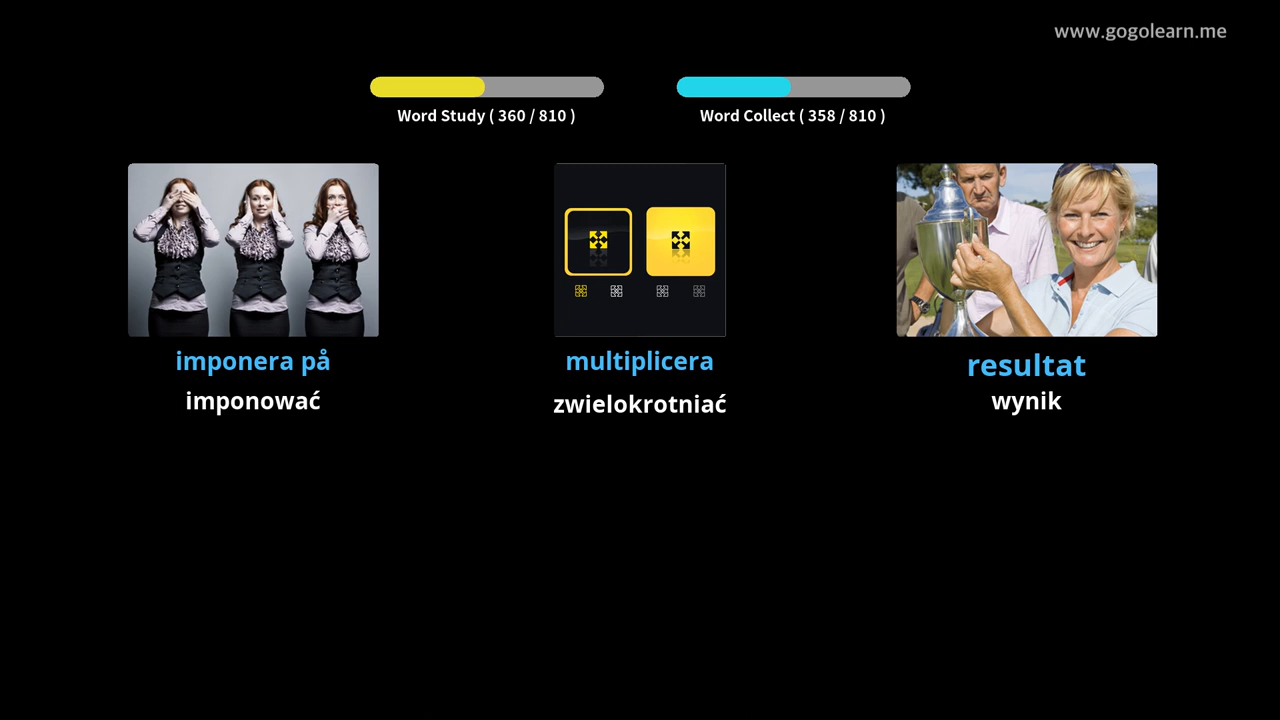 www.gogolearn.me
Word Study ( 360 / 810 )
Word Collect ( 358 / 810 )
imponera på
imponować
multiplicera
zwielokrotniać
resultat
wynik